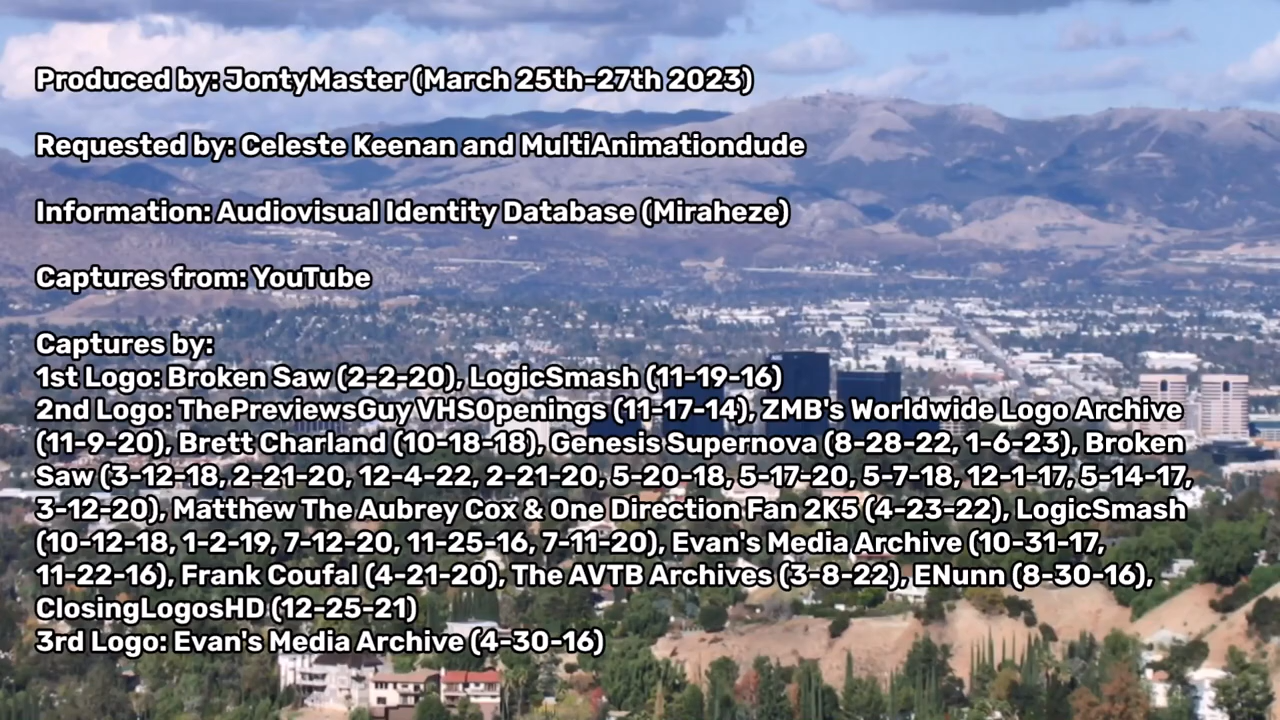 Produced by: JontyMaster (March 25th-27th 2023)
Requested by: Celeste Keenan and MultiAnimationdude
Information: Audiovisual Identity Database (Miraheze)
Captures from: YouTube
Captures by:
1st Logo: Broken Saw (2-2-20), LogicSmash (11-19-16)
2nd Logo: ThePreviewsGuy VHSOpenings (11-17-14), ZMB's Worldwide Logo Archive
(11-9-20), Brett Charland (10-18-18), Genesis Supernova (8-28-22, 1-6-23), Broken
Saw (3-12-18, 2-21-20, 12-4-22, 2-21-20, 5-20-18, 5-17-20, 5-7-18, 12-1-17, 5-14-17,
3-12-20), Matthew The Aubrey Cox & One Direction Fan 2K5 (4-23-22), LogicSmash
(10-12-18, 1-2-19, 7-12-20, 11-25-16, 7-11-20), Evan's Media Archive (10-31-17,
11-22-16), Frank Coufal (4-21-20), The AVTB Archives (3-8-22), ENunn (8-30-16),
ClosingLogosHD (12-25-21)
3rd Logo: Evan's Media Archive (4-30-16)